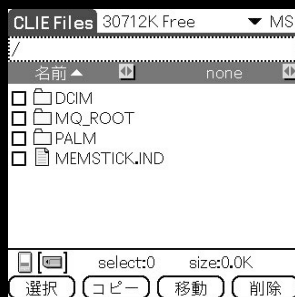 CLIE Files 30712K Free ▼ MS
/
名前▲ none
DCIM
MQ_ROOT
PALM
MEMSTICK.IND
select:0 size:0.0K
選択 コピー 移動 削除